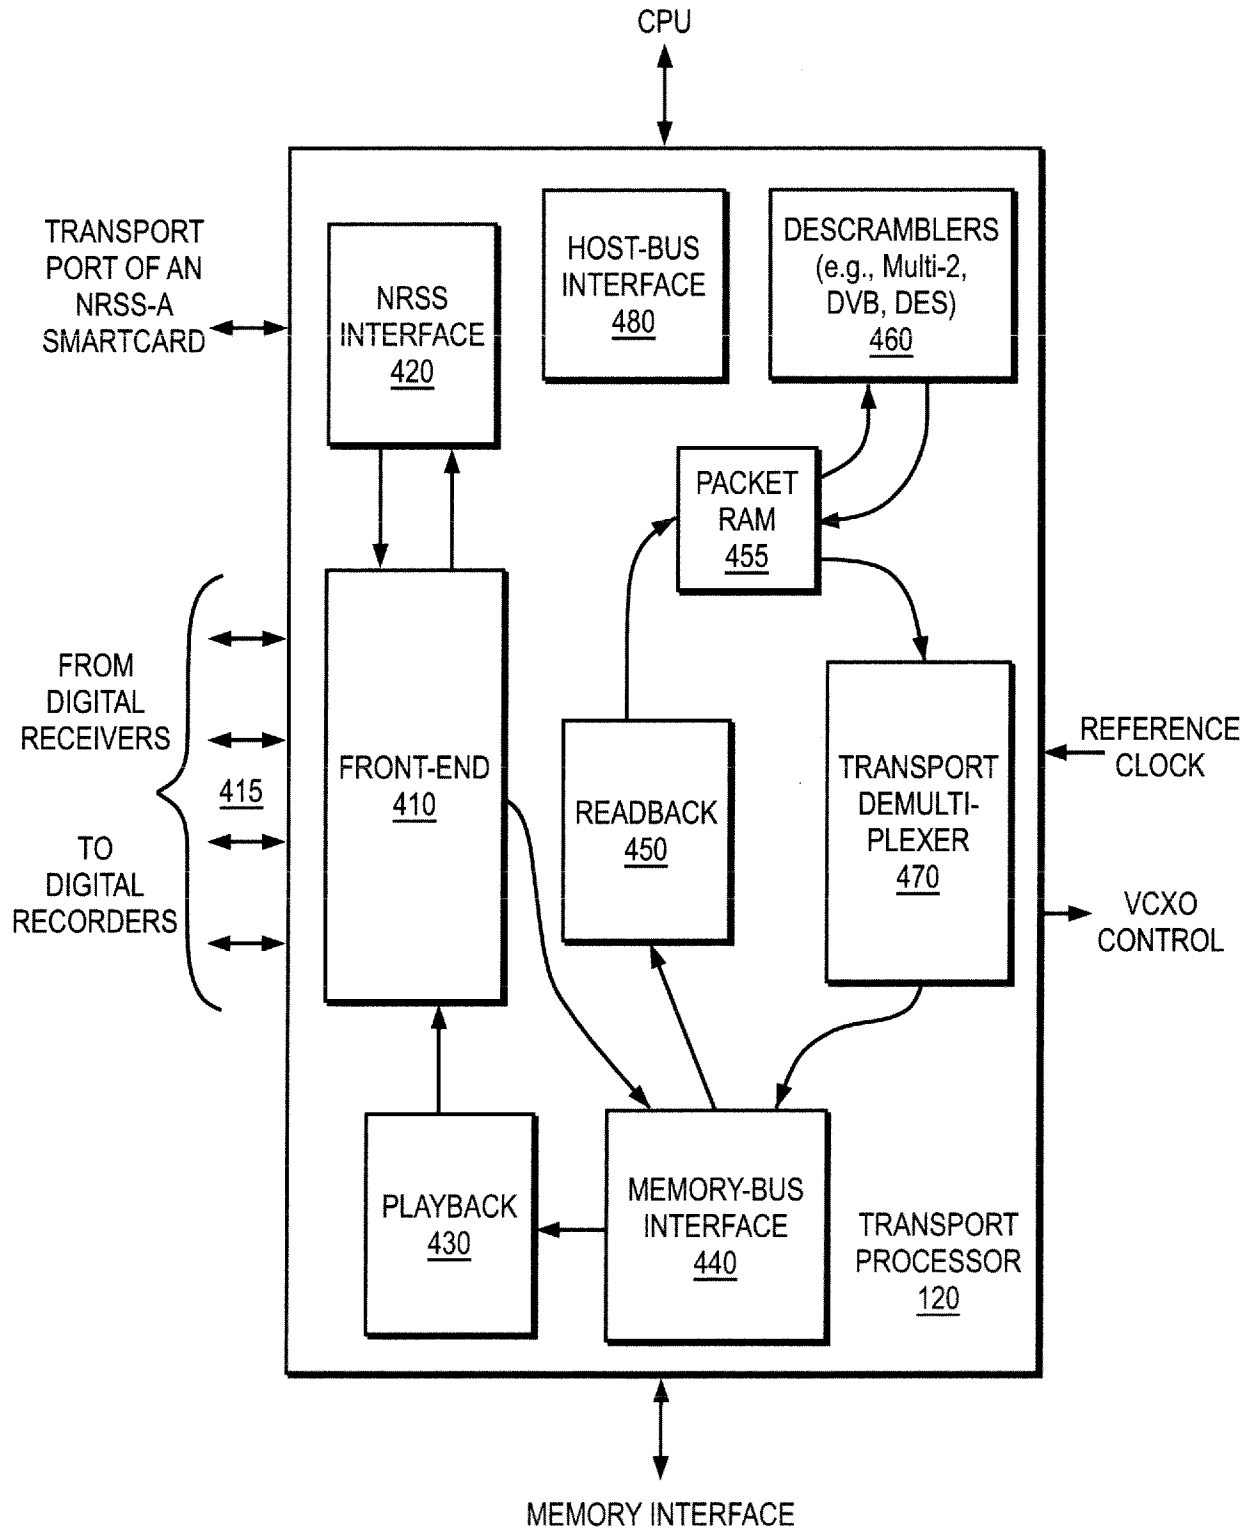 CPU
TRANSPORT
PORT OF AN
NRSS-A
SMARTCARD
NRSS
INTERFACE
420
HOST-BUS
INTERFACE
480
DESCRAMBLERS
(e.g., Multi-2,
DVB, DES)
460
PACKET
RAM
455
FROM
DIGITAL
RECEIVERS
415
TO
DIGITAL
RECORDERS
FRONT-END
410
READBACK
450
TRANSPORT
DEMULTI-
PLEXER
470
REFERENCE
CLOCK
VCXO
CONTROL
PLAYBACK
430
MEMORY-BUS
INTERFACE
440
TRANSPORT
PROCESSOR
120
MEMORY INTERFACE